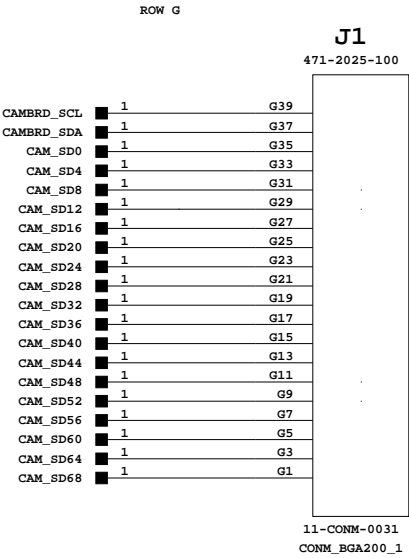 ROW G
J1
471-2025-100
CAMBRD_SCL 1 G39
CAMBRD_SDA 1 G37
CAM_SD0 1 G35
CAM_SD4 1 G33
CAM_SD8 1 G31
CAM_SD12 1 G29
CAM_SD16 1 G27
CAM_SD20 1 G25
CAM_SD24 1 G23
CAM_SD28 1 G21
CAM_SD32 1 G19
CAM_SD36 1 G17
CAM_SD40 1 G15
CAM_SD44 1 G13
CAM_SD48 1 G11
CAM_SD52 1 G9
CAM_SD56 1 G7
CAM_SD60 1 G5
CAM_SD64 1 G3
CAM_SD68 1 G1
11-CONM-0031
CONM_BGA200_1